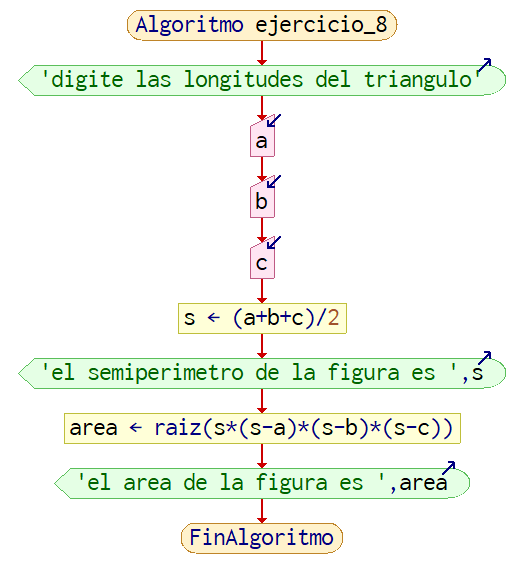 Algoritmo ejercicio_8
'digite las longitudes del triangulo'
a
b
c
s ← (a+b+c)/2
'el semiperimetro de la figura es ',s
area ← raiz(s*(s-a)*(s-b)*(s-c))
'el area de la figura es ',area
FinAlgoritmo